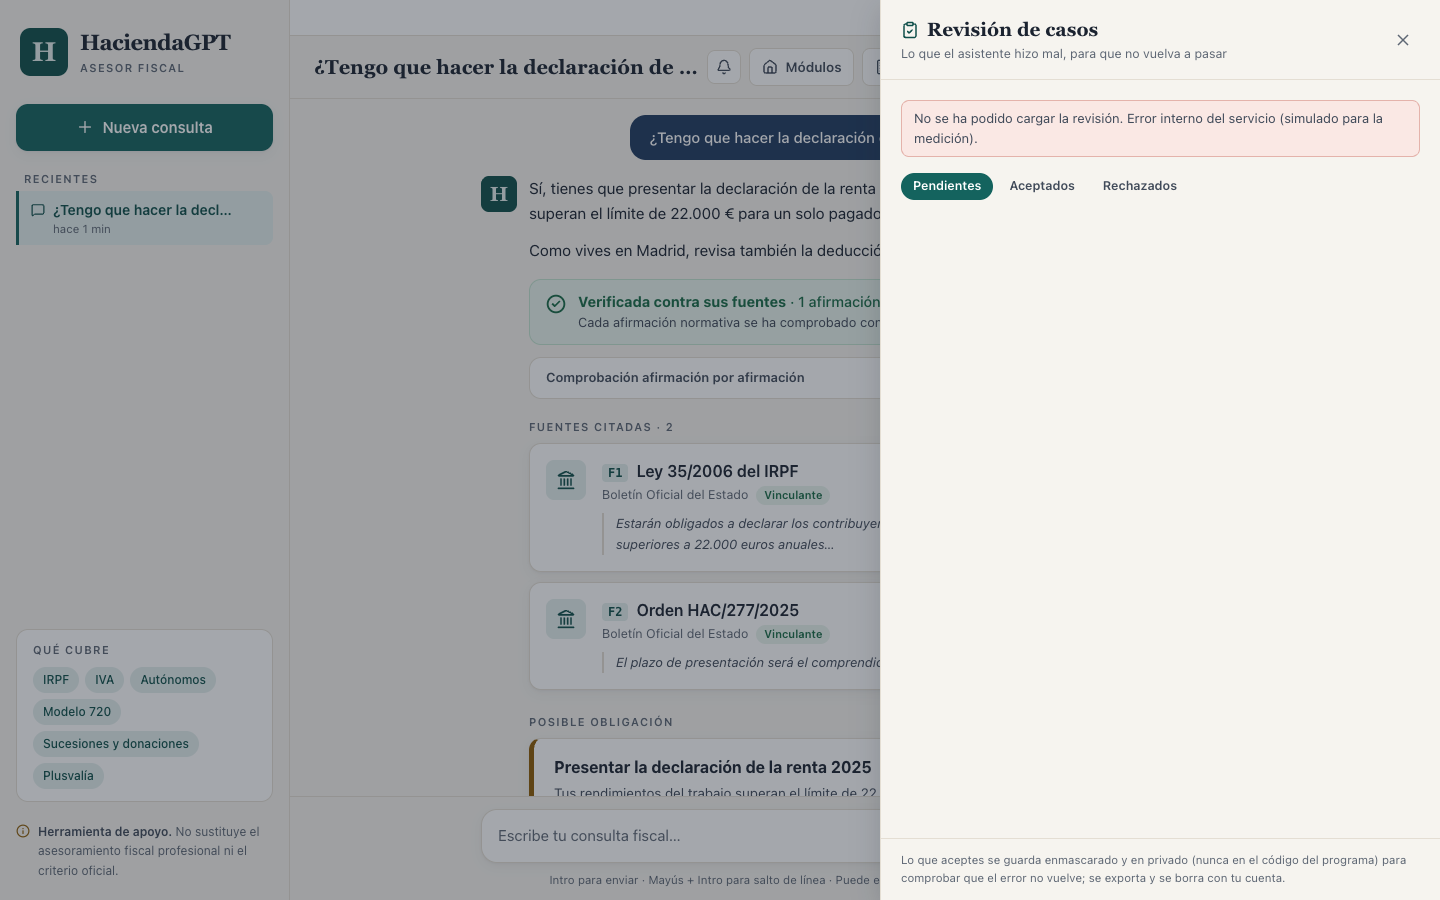 H
HaciendaGPT
ASESOR FISCAL
Nueva consulta
RECIENTES
¿Tengo que hacer la decl...
hace 1 min
QUÉ CUBRE
IRPF
IVA
Autónomos
Modelo 720
Sucesiones y donaciones
Plusvalía
Herramienta de apoyo. No sustituye el
asesoramiento fiscal profesional ni el
criterio oficial.
¿Tengo que hacer la declaración de ...
Módulos
¿Tengo que hacer la declaración
H
Sí, tienes que presentar la declaración de la renta
superan el límite de 22.000 € para un solo pagado
Como vives en Madrid, revisa también la deducció
Verificada contra sus fuentes · 1 afirmación
Cada afirmación normativa se ha comprobado con
Comprobación afirmación por afirmación
FUENTES CITADAS · 2
F1 Ley 35/2006 del IRPF
Boletín Oficial del Estado Vinculante
Estarán obligados a declarar los contribuyen
superiores a 22.000 euros anuales...
F2 Orden HAC/277/2025
Boletín Oficial del Estado Vinculante
El plazo de presentación será el comprendid
POSIBLE OBLIGACIÓN
Presentar la declaración de la renta 2025
Tus rendimientos del trabajo superan el límite de 22
Escribe tu consulta fiscal...
Intro para enviar · Mayús + Intro para salto de línea · Puede e
Revisión de casos
Lo que el asistente hizo mal, para que no vuelva a pasar
No se ha podido cargar la revisión. Error interno del servicio (simulado para la
medición).
Pendientes
Aceptados
Rechazados
Lo que aceptes se guarda enmascarado y en privado (nunca en el código del programa) para
comprobar que el error no vuelve; se exporta y se borra con tu cuenta.